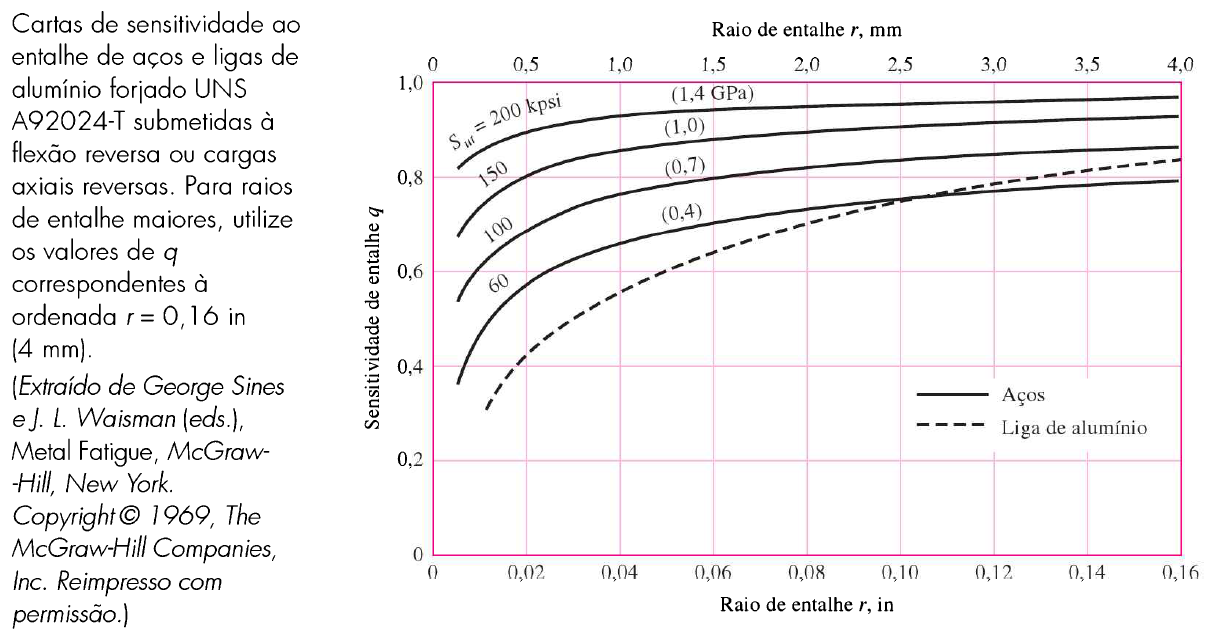 Cartas de sensitividade ao
entalhe de aços e ligas de
alumínio forjado UNS
A92024-T submetidas à
flexão reversa ou cargas
axiais reversas. Para raios
de entalhe maiores, utilize
os valores de q
correspondentes à
ordenada r = 0,16 in
(4 mm).
(Extraído de George Sines
e J. L. Waisman (eds.),
Metal Fatigue, McGraw-
-Hill, New York.
Copyright© 1969, The
McGraw-Hill Companies,
Inc. Reimpresso com
permissão.)
Raio de entalhe r, mm
0 0,5 1,0 1,5 2,0 2,5 3,0 3,5 4,0
1,0
0,8
0,6
0,4
0,2
0
Sensitividade de entalhe q
S_ut = 200 kpsi
(1,4 GPa)
150
(1,0)
100
(0,7)
60
(0,4)
Aços
Liga de alumínio
0 0,02 0,04 0,06 0,08 0,10 0,12 0,14 0,16
Raio de entalhe r, in